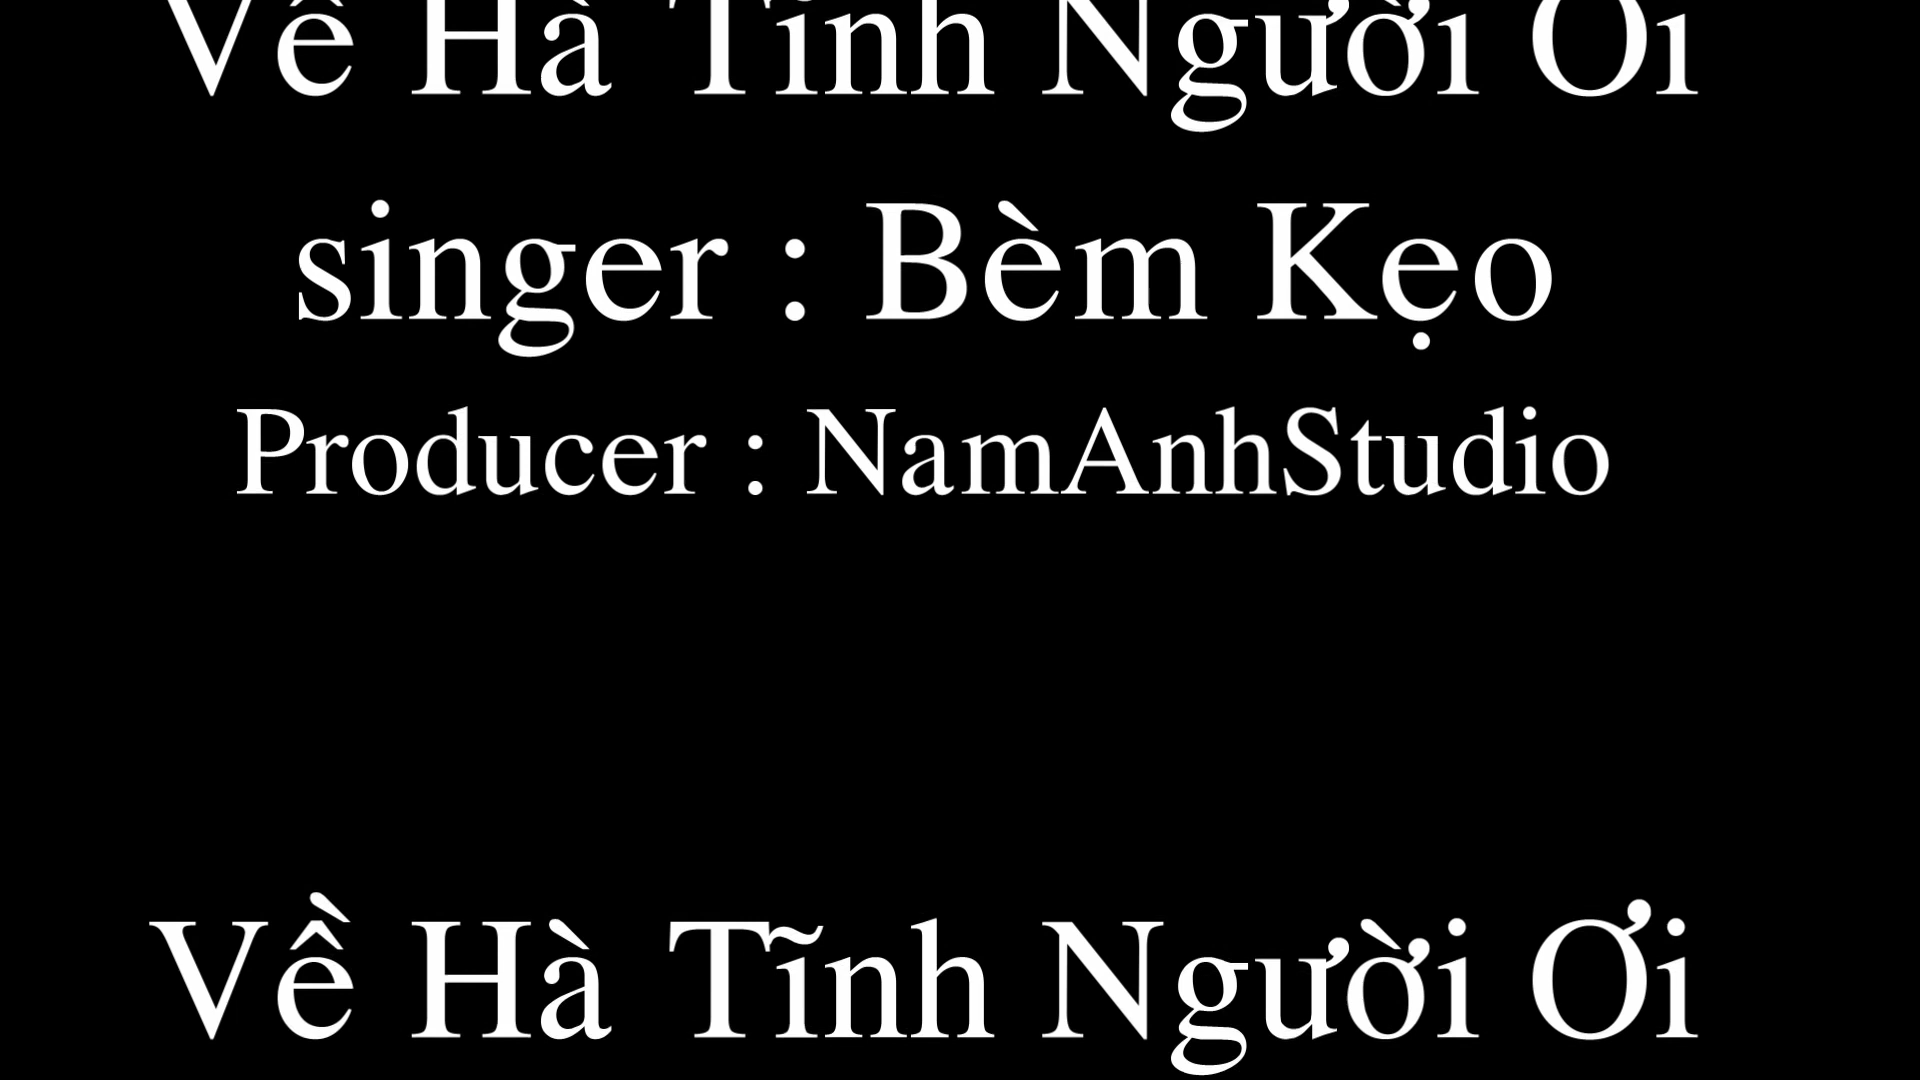 Về Hà Tĩnh Người Ơi
singer : Bèm Kẹo
Producer : NamAnhStudio
Về Hà Tĩnh Người Ơi